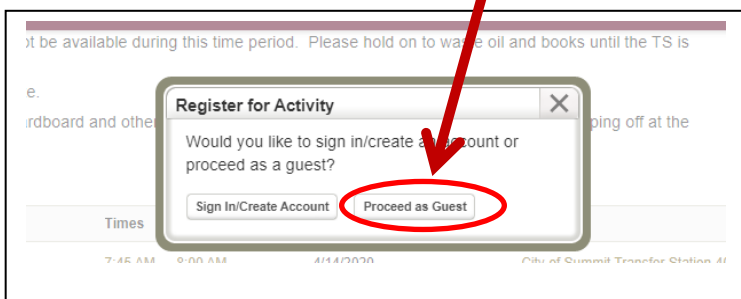 ot be available during this time period. Please hold on to waste oil and books until the TS is
e.
Register for Activity
rdboard and other
ping off at the
Would you like to sign in/create an account or
proceed as a guest?
Sign In/Create Account Proceed as Guest
Times
7:45 AM 8:00 AM 4/14/2020 City of Summit Transfer Station